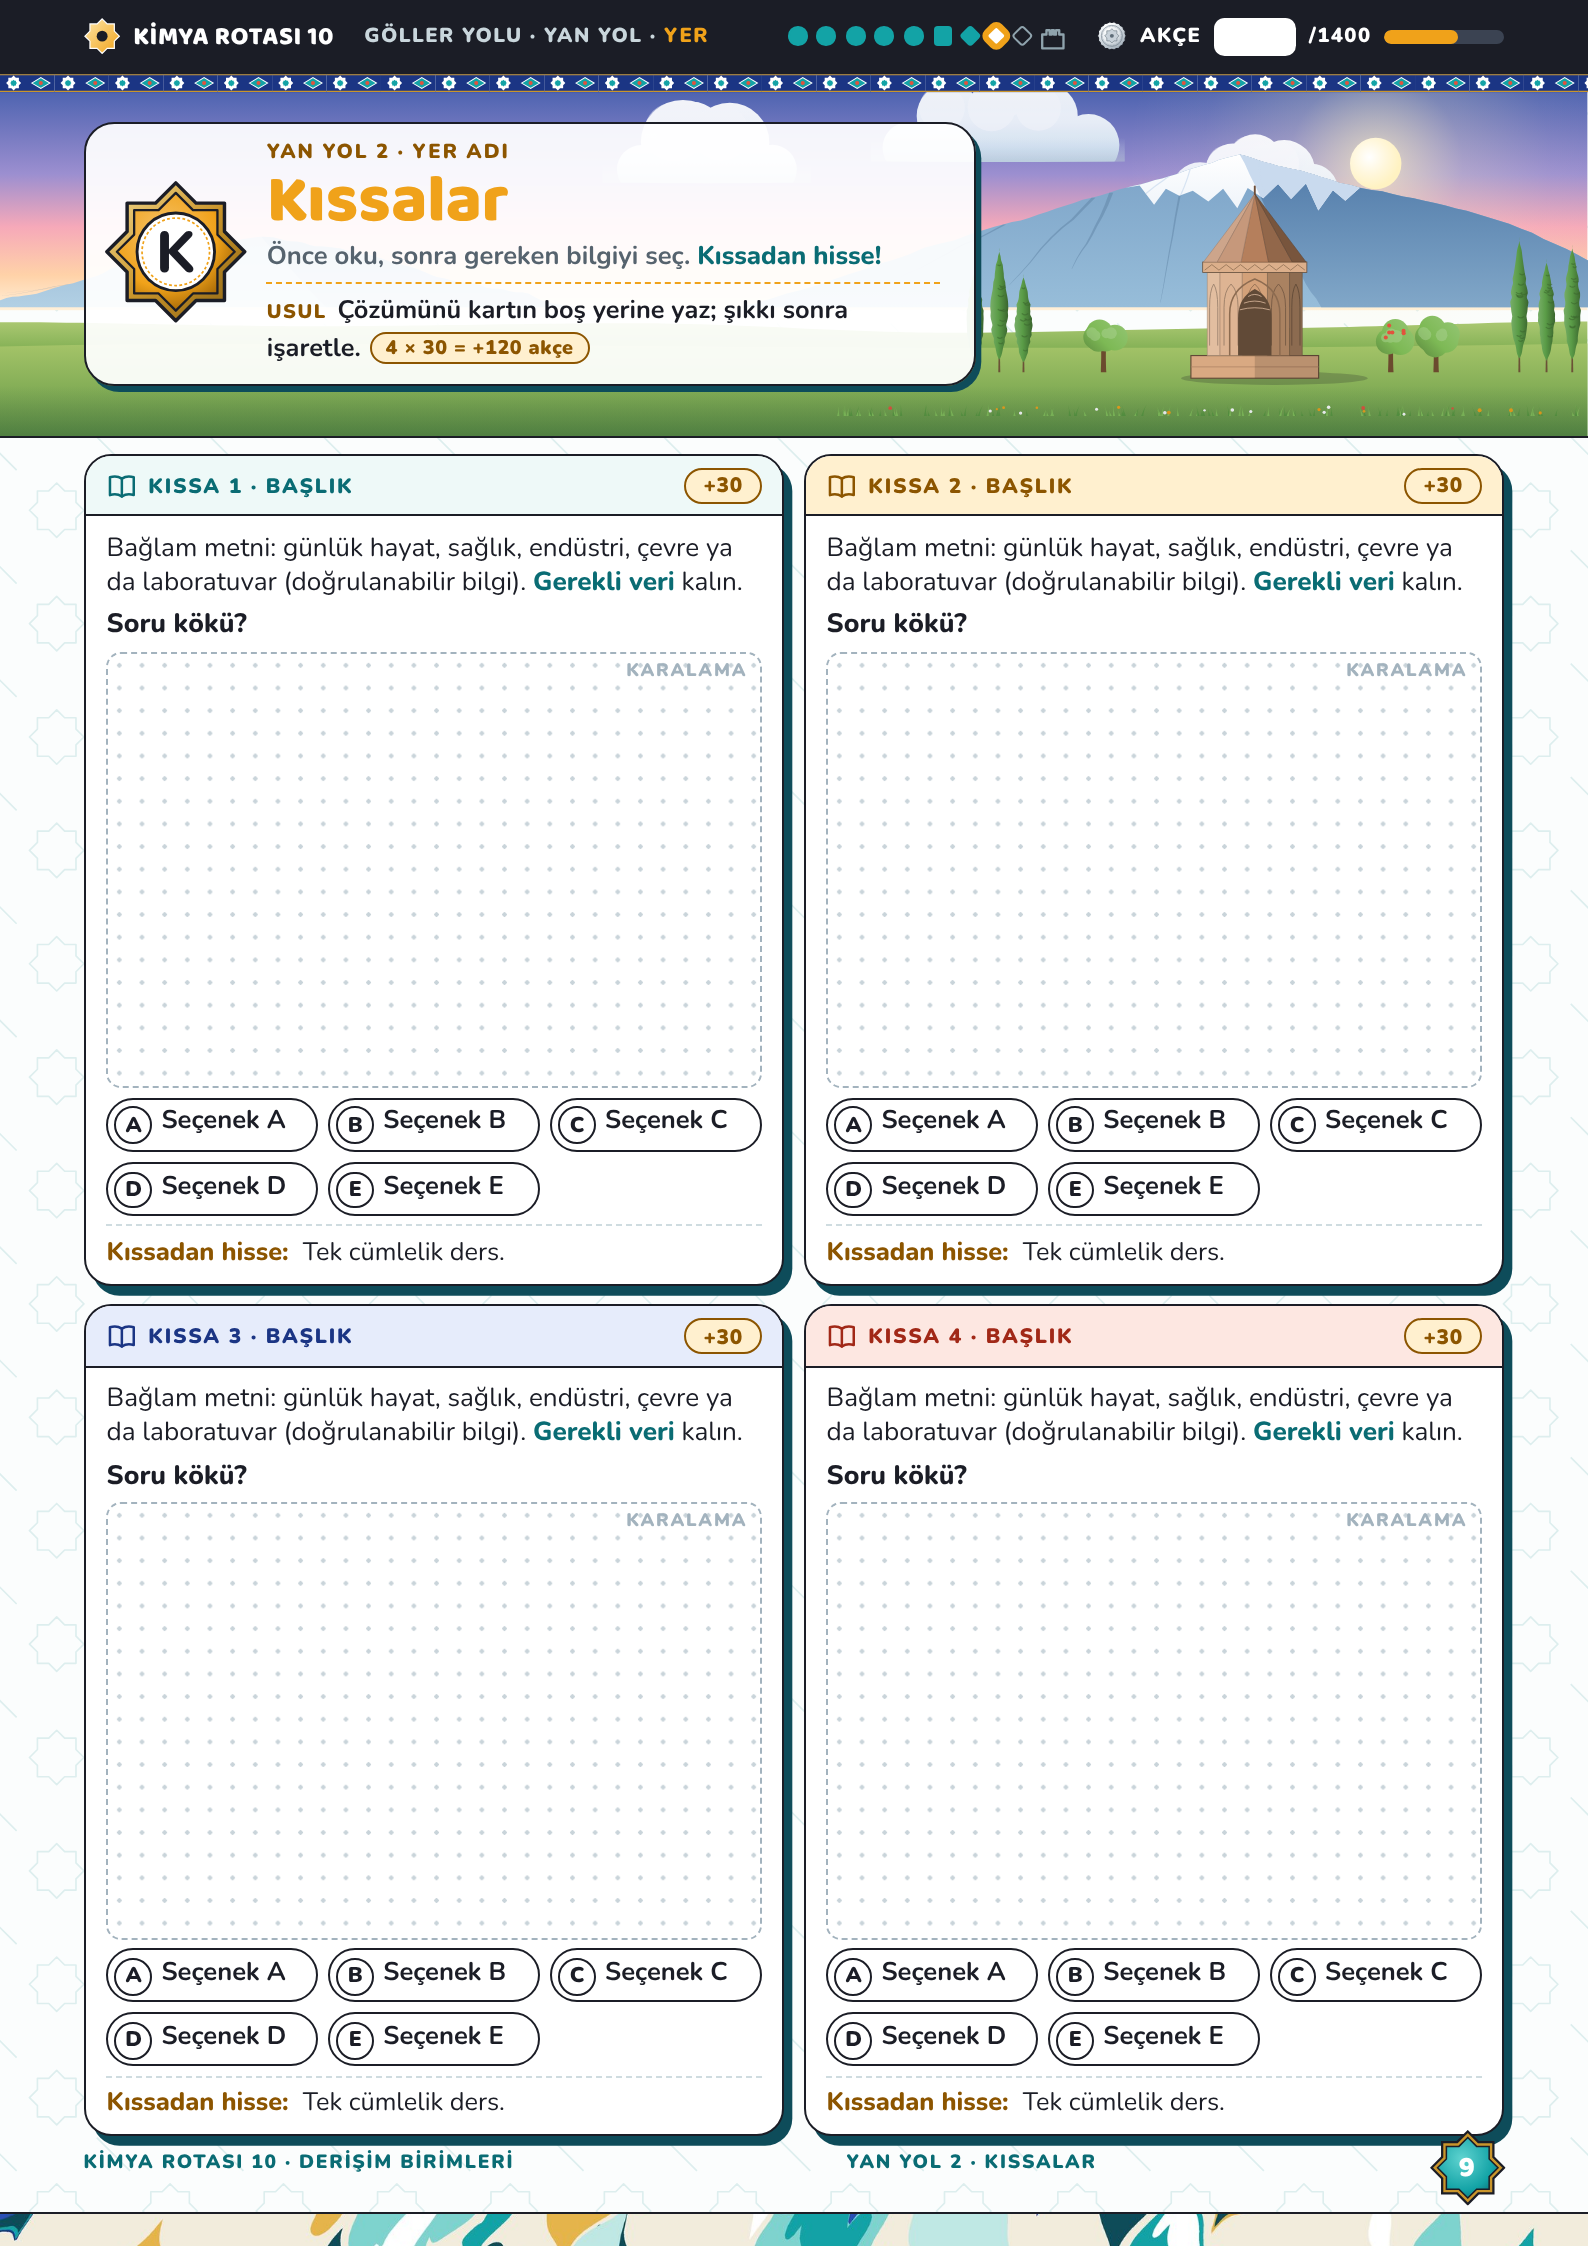 KİMYA ROTASI 10 GÖLLER YOLU · YAN YOL · YER AKÇE /1400
YAN YOL 2 · YER ADI
Kıssalar
K
Önce oku, sonra gereken bilgiyi seç. Kıssadan hisse!
USUL Çözümünü kartın boş yerine yaz; şıkkı sonra
işaretle. 4 × 30 = +120 akçe
KISSA 1 · BAŞLIK +30
Bağlam metni: günlük hayat, sağlık, endüstri, çevre ya
da laboratuvar (doğrulanabilir bilgi). Gerekli veri kalın.
Soru kökü?
KARALAMA
A Seçenek A B Seçenek B C Seçenek C
D Seçenek D E Seçenek E
Kıssadan hisse: Tek cümlelik ders.
KISSA 2 · BAŞLIK +30
Bağlam metni: günlük hayat, sağlık, endüstri, çevre ya
da laboratuvar (doğrulanabilir bilgi). Gerekli veri kalın.
Soru kökü?
KARALAMA
A Seçenek A B Seçenek B C Seçenek C
D Seçenek D E Seçenek E
Kıssadan hisse: Tek cümlelik ders.
KISSA 3 · BAŞLIK +30
Bağlam metni: günlük hayat, sağlık, endüstri, çevre ya
da laboratuvar (doğrulanabilir bilgi). Gerekli veri kalın.
Soru kökü?
KARALAMA
A Seçenek A B Seçenek B C Seçenek C
D Seçenek D E Seçenek E
Kıssadan hisse: Tek cümlelik ders.
KISSA 4 · BAŞLIK +30
Bağlam metni: günlük hayat, sağlık, endüstri, çevre ya
da laboratuvar (doğrulanabilir bilgi). Gerekli veri kalın.
Soru kökü?
KARALAMA
A Seçenek A B Seçenek B C Seçenek C
D Seçenek D E Seçenek E
Kıssadan hisse: Tek cümlelik ders.
KİMYA ROTASI 10 · DERİŞİM BİRİMLERİ YAN YOL 2 · KISSALAR 9